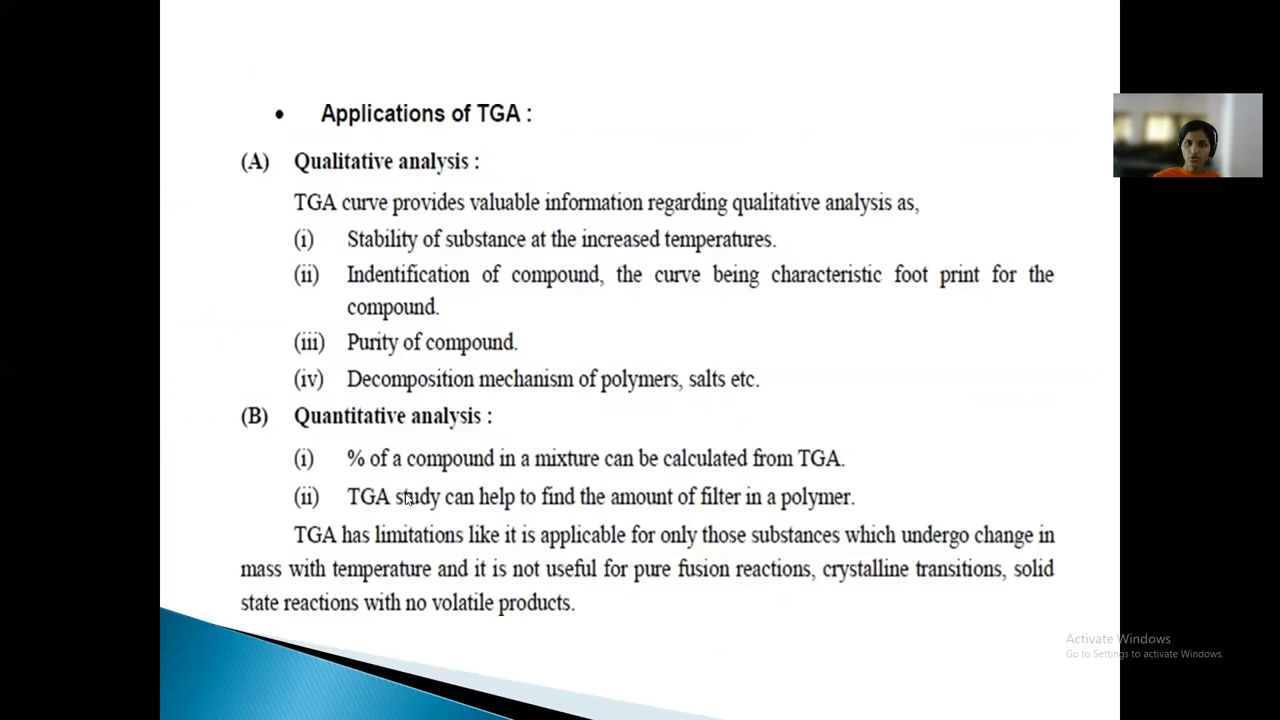 • Applications of TGA :
(A) Qualitative analysis :
TGA curve provides valuable information regarding qualitative analysis as,
(i) Stability of substance at the increased temperatures.
(ii) Indentification of compound, the curve being characteristic foot print for the
compound.
(iii) Purity of compound.
(iv) Decomposition mechanism of polymers, salts etc.
(B) Quantitative analysis :
(i) % of a compound in a mixture can be calculated from TGA.
(ii) TGA study can help to find the amount of filter in a polymer.
TGA has limitations like it is applicable for only those substances which undergo change in
mass with temperature and it is not useful for pure fusion reactions, crystalline transitions, solid
state reactions with no volatile products.
Activate Windows
Go to Settings to activate Windows.